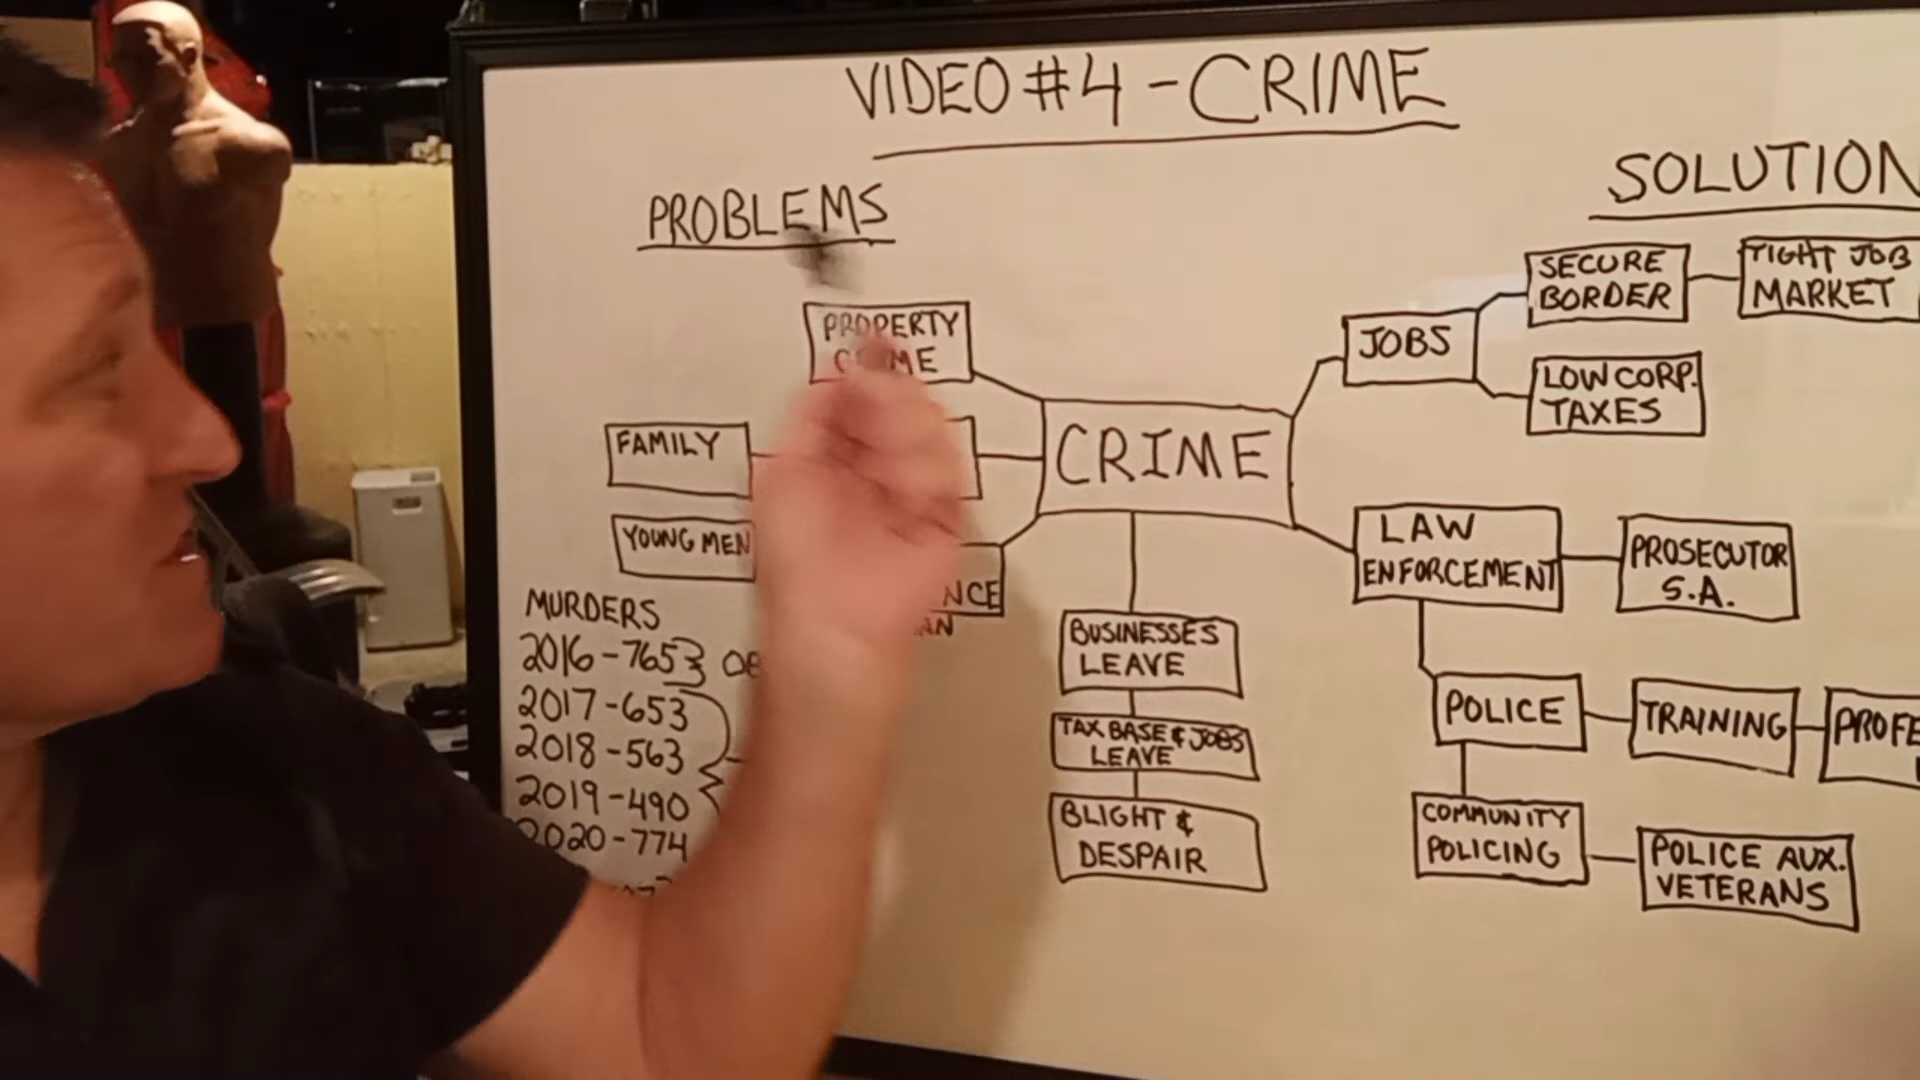 VIDEO #4 - CRIME
PROBLEMS
SOLUTION
PROPERTY
CRIME
FAMILY
YOUNG MEN
MURDERS
2016-765
2017-653
2018-563
2019-490
2020-774
CRIME
BUSINESSES
LEAVE
TAX BASE & JOBS
LEAVE
BLIGHT &
DESPAIR
JOBS
SECURE
BORDER
TIGHT JOB
MARKET
LOW CORP.
TAXES
LAW
ENFORCEMENT
PROSECUTOR
S.A.
POLICE
TRAINING
COMMUNITY
POLICING
POLICE AUX.
VETERANS